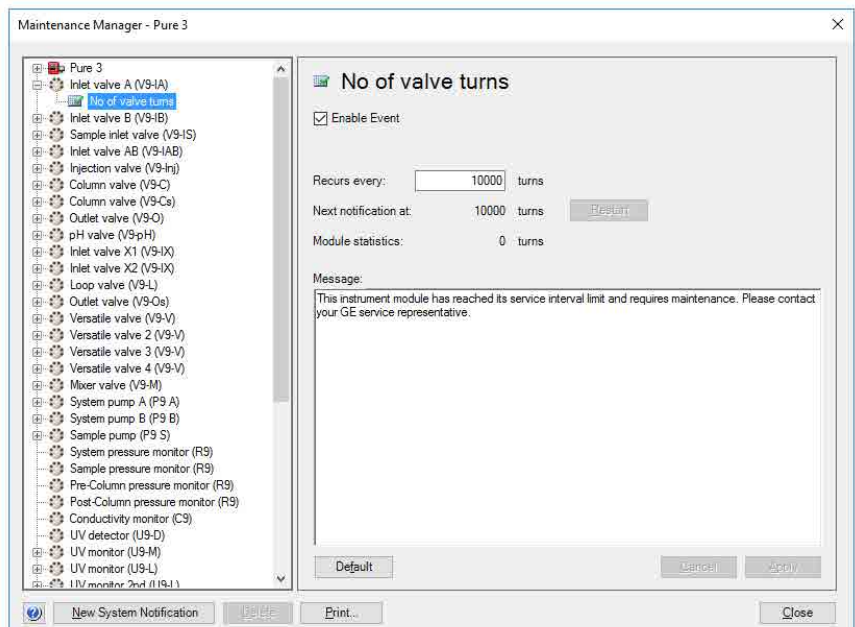 Maintenance Manager - Pure 3
Pure 3
Inlet valve A (V9-IA)
No of valve turns
Inlet valve B (V9-IB)
Sample inlet valve (V9-IS)
Inlet valve AB (V9-IAB)
Injection valve (V9-Inj)
Column valve (V9-C)
Column valve (V9-Cs)
Outlet valve (V9-O)
pH valve (V9-pH)
Inlet valve X1 (V9-IX)
Inlet valve X2 (V9-IX)
Loop valve (V9-L)
Outlet valve (V9-Os)
Versatile valve (V9-V)
Versatile valve 2 (V9-V)
Versatile valve 3 (V9-V)
Versatile valve 4 (V9-V)
Mixer valve (V9-M)
System pump A (P9 A)
System pump B (P9 B)
Sample pump (P9 S)
System pressure monitor (R9)
Sample pressure monitor (R9)
Pre-Column pressure monitor (R9)
Post-Column pressure monitor (R9)
Conductivity monitor (C9)
UV detector (U9-D)
UV monitor (U9-M)
UV monitor (U9-L)
UV monitor 2nd (U9-L)
No of valve turns
Enable Event
Recurs every: 10000 turns
Next notification at: 10000 turns Restart
Module statistics: 0 turns
Message:
This instrument module has reached its service interval limit and requires maintenance. Please contact
your GE service representative.
Default Cancel Apply
? New System Notification Delete Print... Close